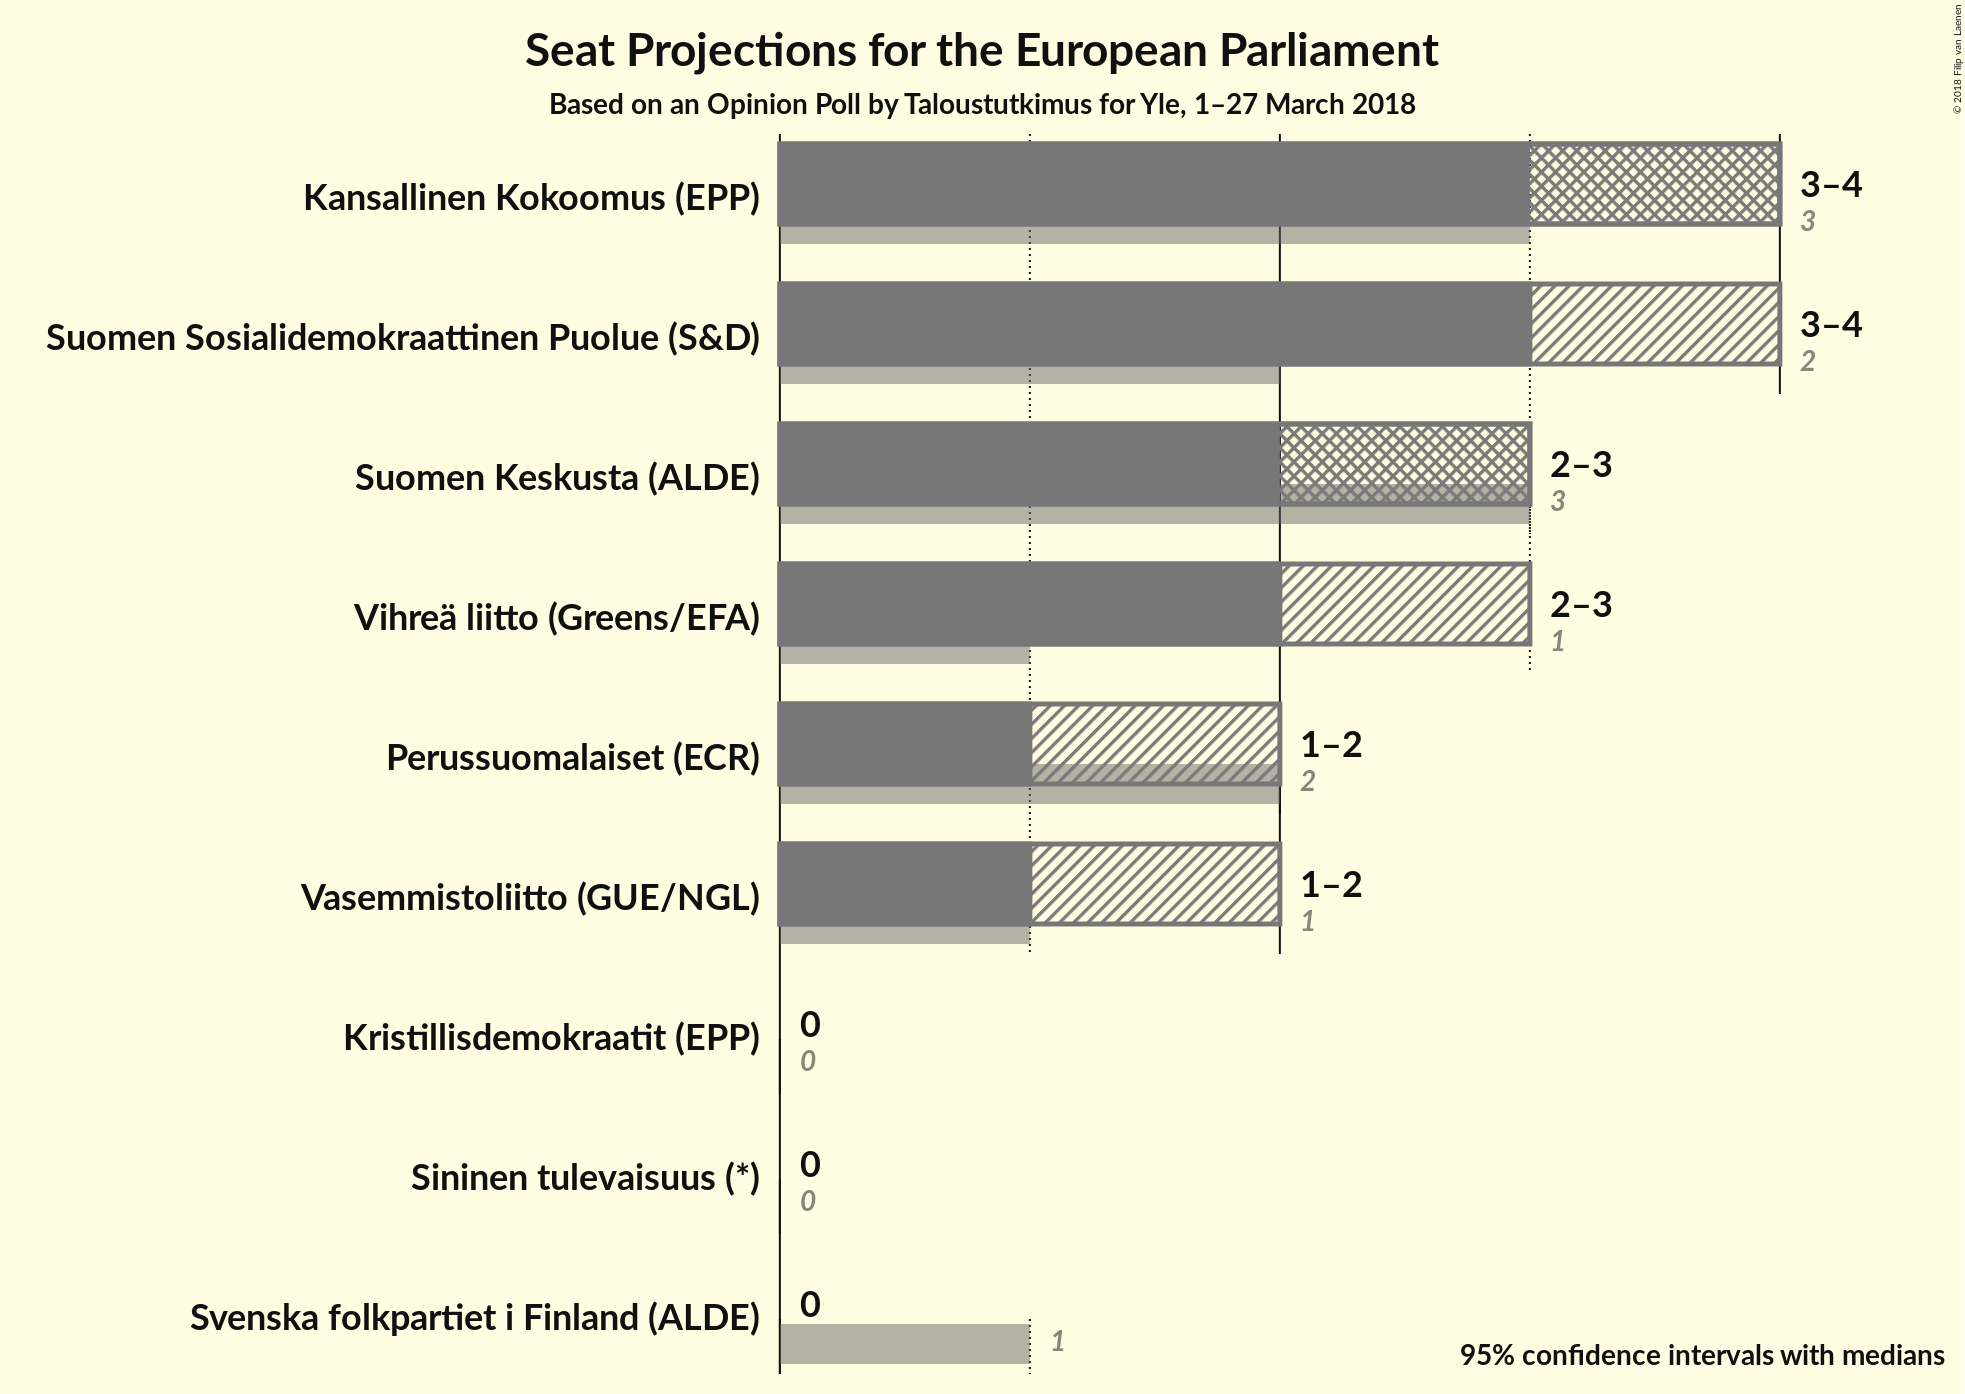 Seat Projections for the European Parliament
Based on an Opinion Poll by Taloustutkimus for Yle, 1–27 March 2018
© 2018 Filip van Laenen
Kansallinen Kokoomus (EPP)
3–4
3
Suomen Sosialidemokraattinen Puolue (S&D)
3–4
2
Suomen Keskusta (ALDE)
2–3
3
Vihreä liitto (Greens/EFA)
2–3
1
Perussuomalaiset (ECR)
1–2
2
Vasemmistoliitto (GUE/NGL)
1–2
1
Kristillisdemokraatit (EPP)
0
0
Sininen tulevaisuus (*)
0
0
Svenska folkpartiet i Finland (ALDE)
0
1
95% confidence intervals with medians